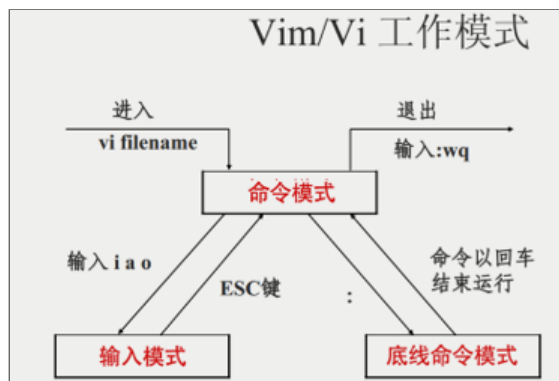 Vim/Vi 工作模式
进入
vi filename
退出
输入:wq
命令模式
输入 i a o
ESC键
:
命令以回车
结束运行
输入模式
底线命令模式